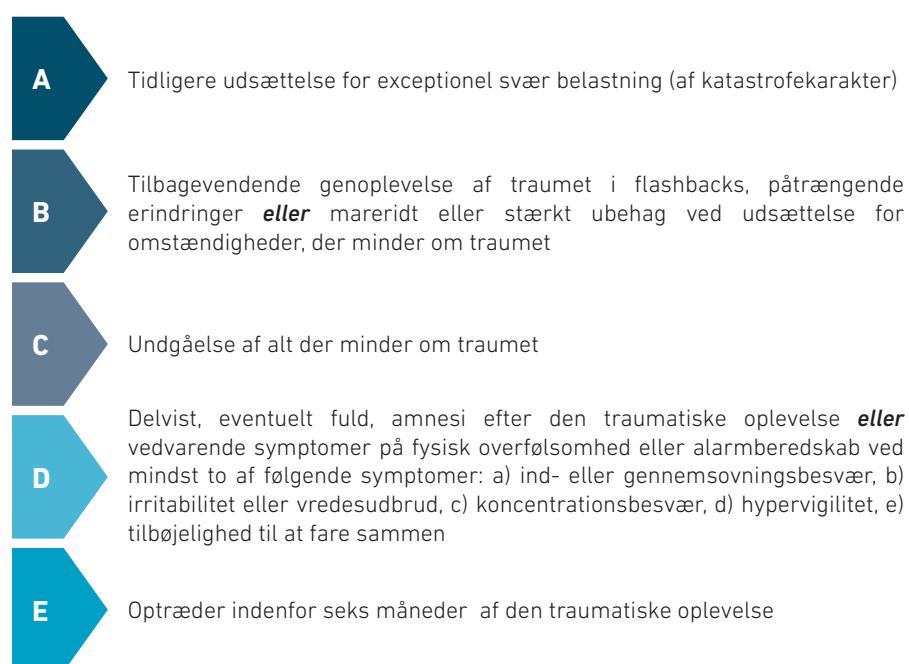 A
Tidligere udsættelse for exceptionel svær belastning (af katastrofekarakter)
B
Tilbagevendende genoplevelse af traumet i flashbacks, påtrængende
erindringer eller mareridt eller stærkt ubehag ved udsættelse for
omstændigheder, der minder om traumet
C
Undgåelse af alt der minder om traumet
D
Delvist, eventuelt fuld, amnesi efter den traumatiske oplevelse eller
vedvarende symptomer på fysisk overfølsomhed eller alarmberedskab ved
mindst to af følgende symptomer: a) ind- eller gennemsovningsbesvær, b)
irritabilitet eller vredesudbrud, c) koncentrationsbesvær, d) hypervigilitet, e)
tilbøjelighed til at fare sammen
E
Optræder indenfor seks måneder af den traumatiske oplevelse